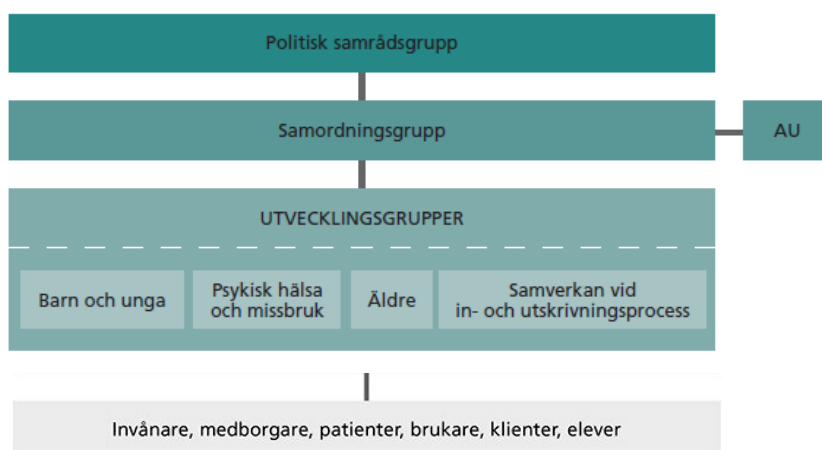 Politisk samrådsgrupp
Samordningsgrupp
AU
UTVECKLINGSGRUPPER
Barn och unga
Psykisk hälsa
och missbruk
Äldre
Samverkan vid
in- och utskrivningsprocess
Invånare, medborgare, patienter, brukare, klienter, elever